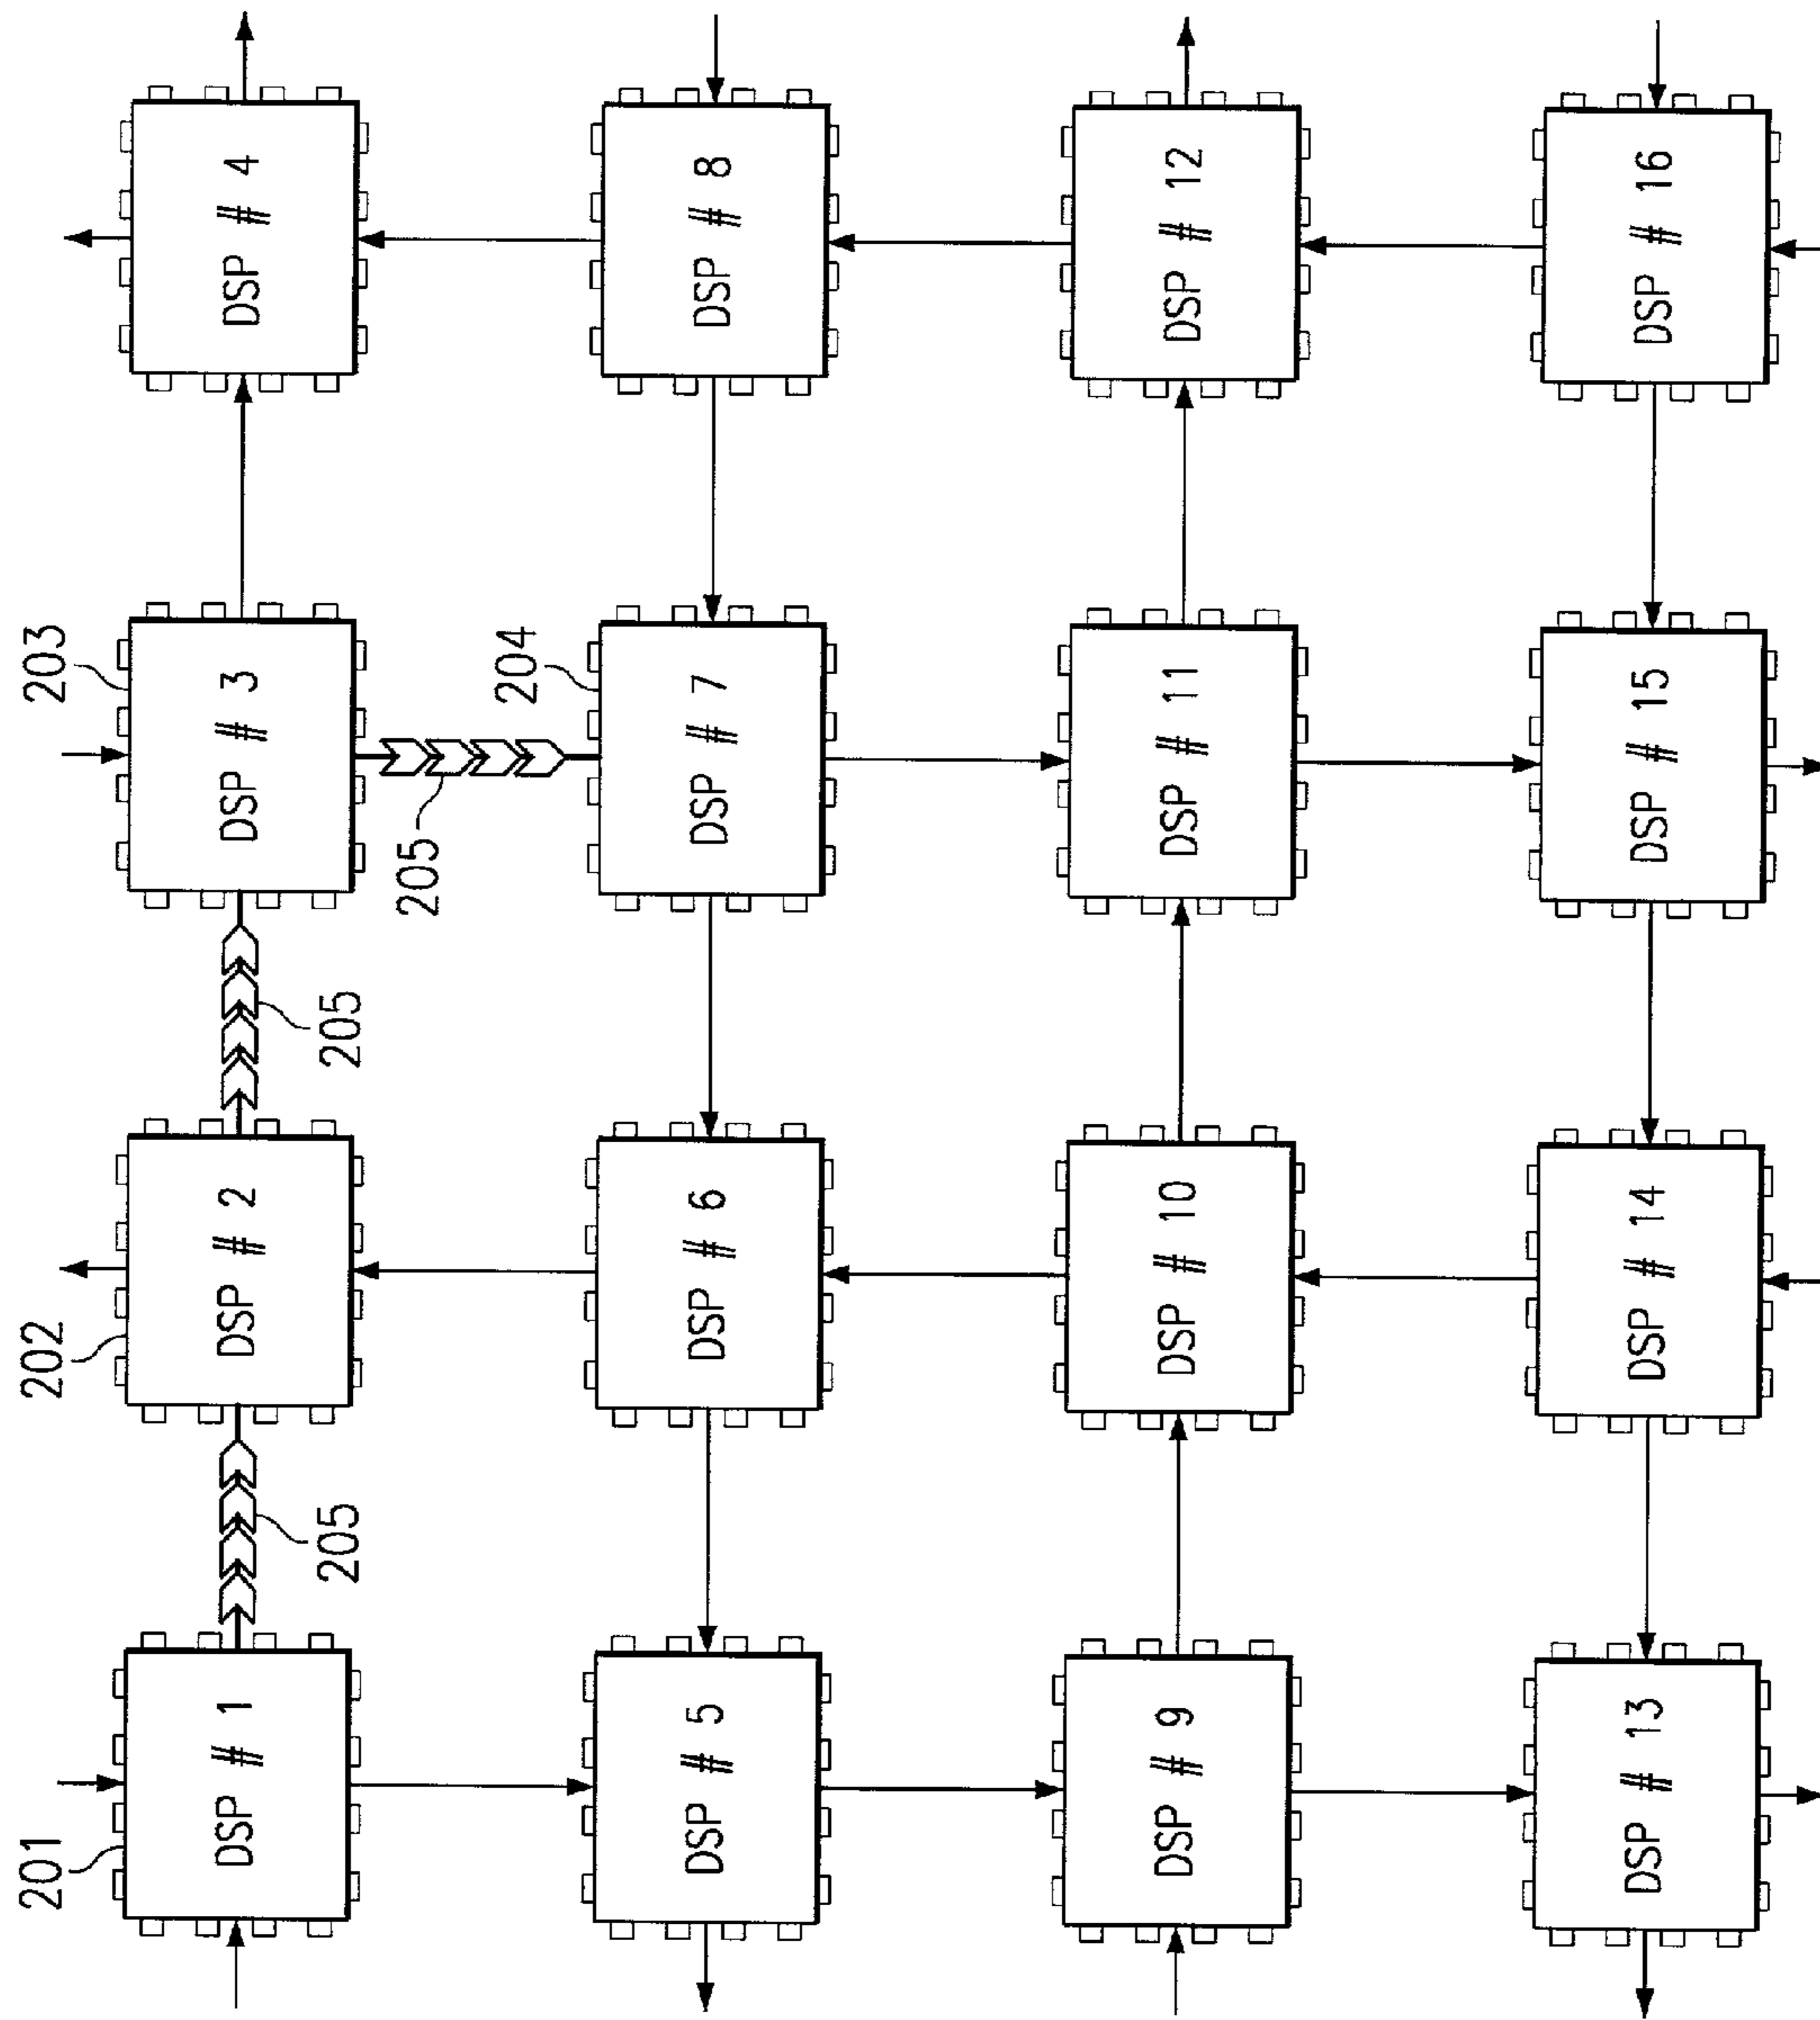 201
202
203
DSP # 1
DSP # 2
DSP # 3
DSP # 4
205
205
205
204
DSP # 5
DSP # 6
DSP # 7
DSP # 8
DSP # 9
DSP # 10
DSP # 11
DSP # 12
DSP # 13
DSP # 14
DSP # 15
DSP # 16